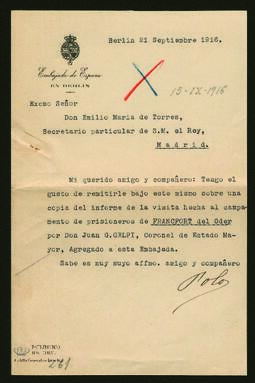 Berlin 21 Septiembre 1916.
Embajada de España
EN BERLIN
15-IX-1916
Excmo Señor
Don Emilio Maria de Torres,
Secretario particular de S.M. el Rey,
Madrid.
Mi querido amigo y compañero: Tengo el
gusto de remitirle bajo este mismo sobre una
copia del informe de la visita hecha al campa-
mento de prisioneros de FRANCFORT del Oder
por Don Juan G.GELPI, Coronel de Estado Ma-
yor, Agregado a esta Embajada.
Sabe es muy suyo affmo. amigo y compañero
Polo